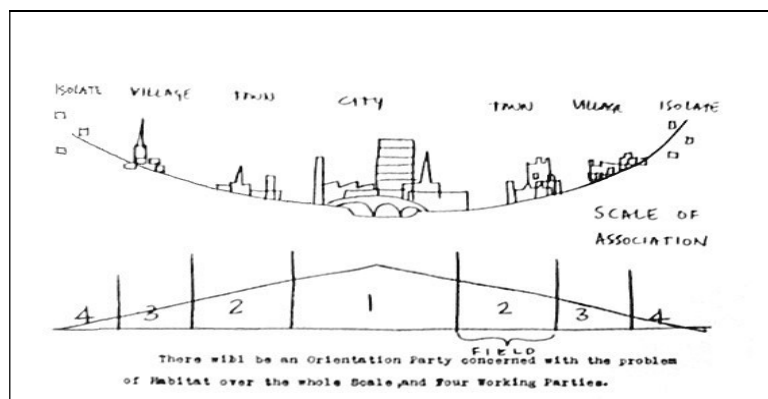 ISOLATE VILLAGE TOWN CITY TOWN VILLAGE ISOLATE
SCALE OF
ASSOCIATION
4 3 2 1 2 3 4
FIELD
There will be an Orientation Party concerned with the problem
of Habitat over the whole Scale, and Four Working Parties.